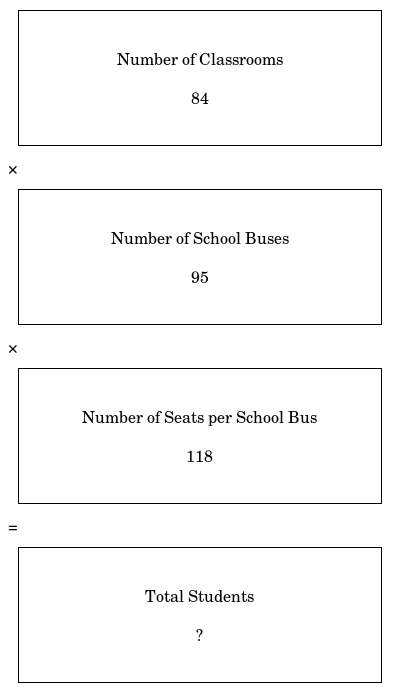 Number of Classrooms
84
×
Number of School Buses
95
×
Number of Seats per School Bus
118
=
Total Students
?